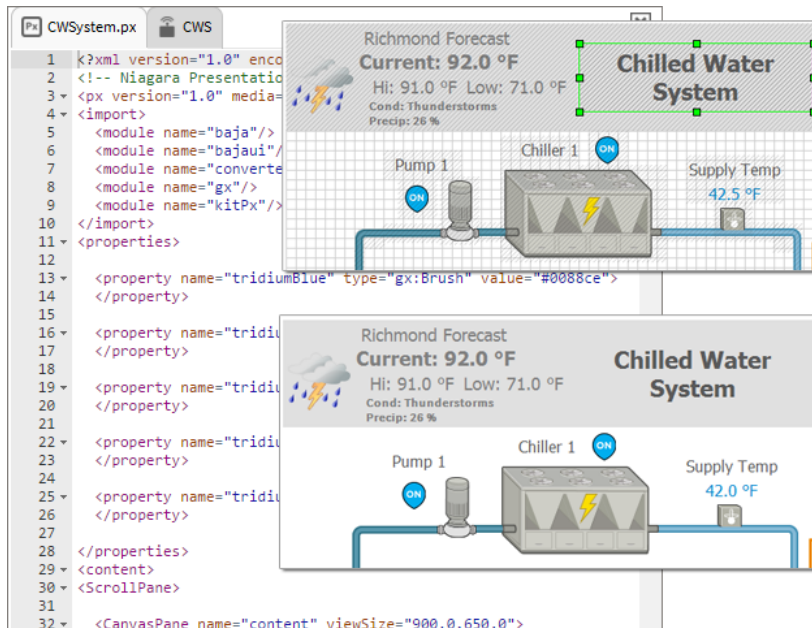 Px CWSystem.px
CWS
1 <?xml version="1.0" enco
2 <!-- Niagara Presentatio
3 <px version="1.0" media=
4 <import>
5 <module name="baja"/>
6 <module name="bajaui"/
7 <module name="converte
8 <module name="gx"/>
9 <module name="kitPx"/>
10 </import>
11 <properties>
12
13 <property name="tridiumBlue" type="gx:Brush" value="#0088ce">
14 </property>
15
16 <property name="tridiu
17 </property>
18
19 <property name="tridiu
20 </property>
21
22 <property name="tridiu
23 </property>
24
25 <property name="tridiu
26 </property>
27
28 </properties>
29 <content>
30 <ScrollPane>
31
32 <CanvasPane name="content" viewSize="900.0,650.0">
Richmond Forecast
Current: 92.0 °F
Hi: 91.0 °F Low: 71.0 °F
Cond: Thunderstorms
Precip: 26 %
Chilled Water
System
Pump 1
ON
Chiller 1
ON
Supply Temp
42.5 °F
Richmond Forecast
Current: 92.0 °F
Hi: 91.0 °F Low: 71.0 °F
Cond: Thunderstorms
Precip: 26 %
Chilled Water
System
Pump 1
ON
Chiller 1
ON
Supply Temp
42.0 °F